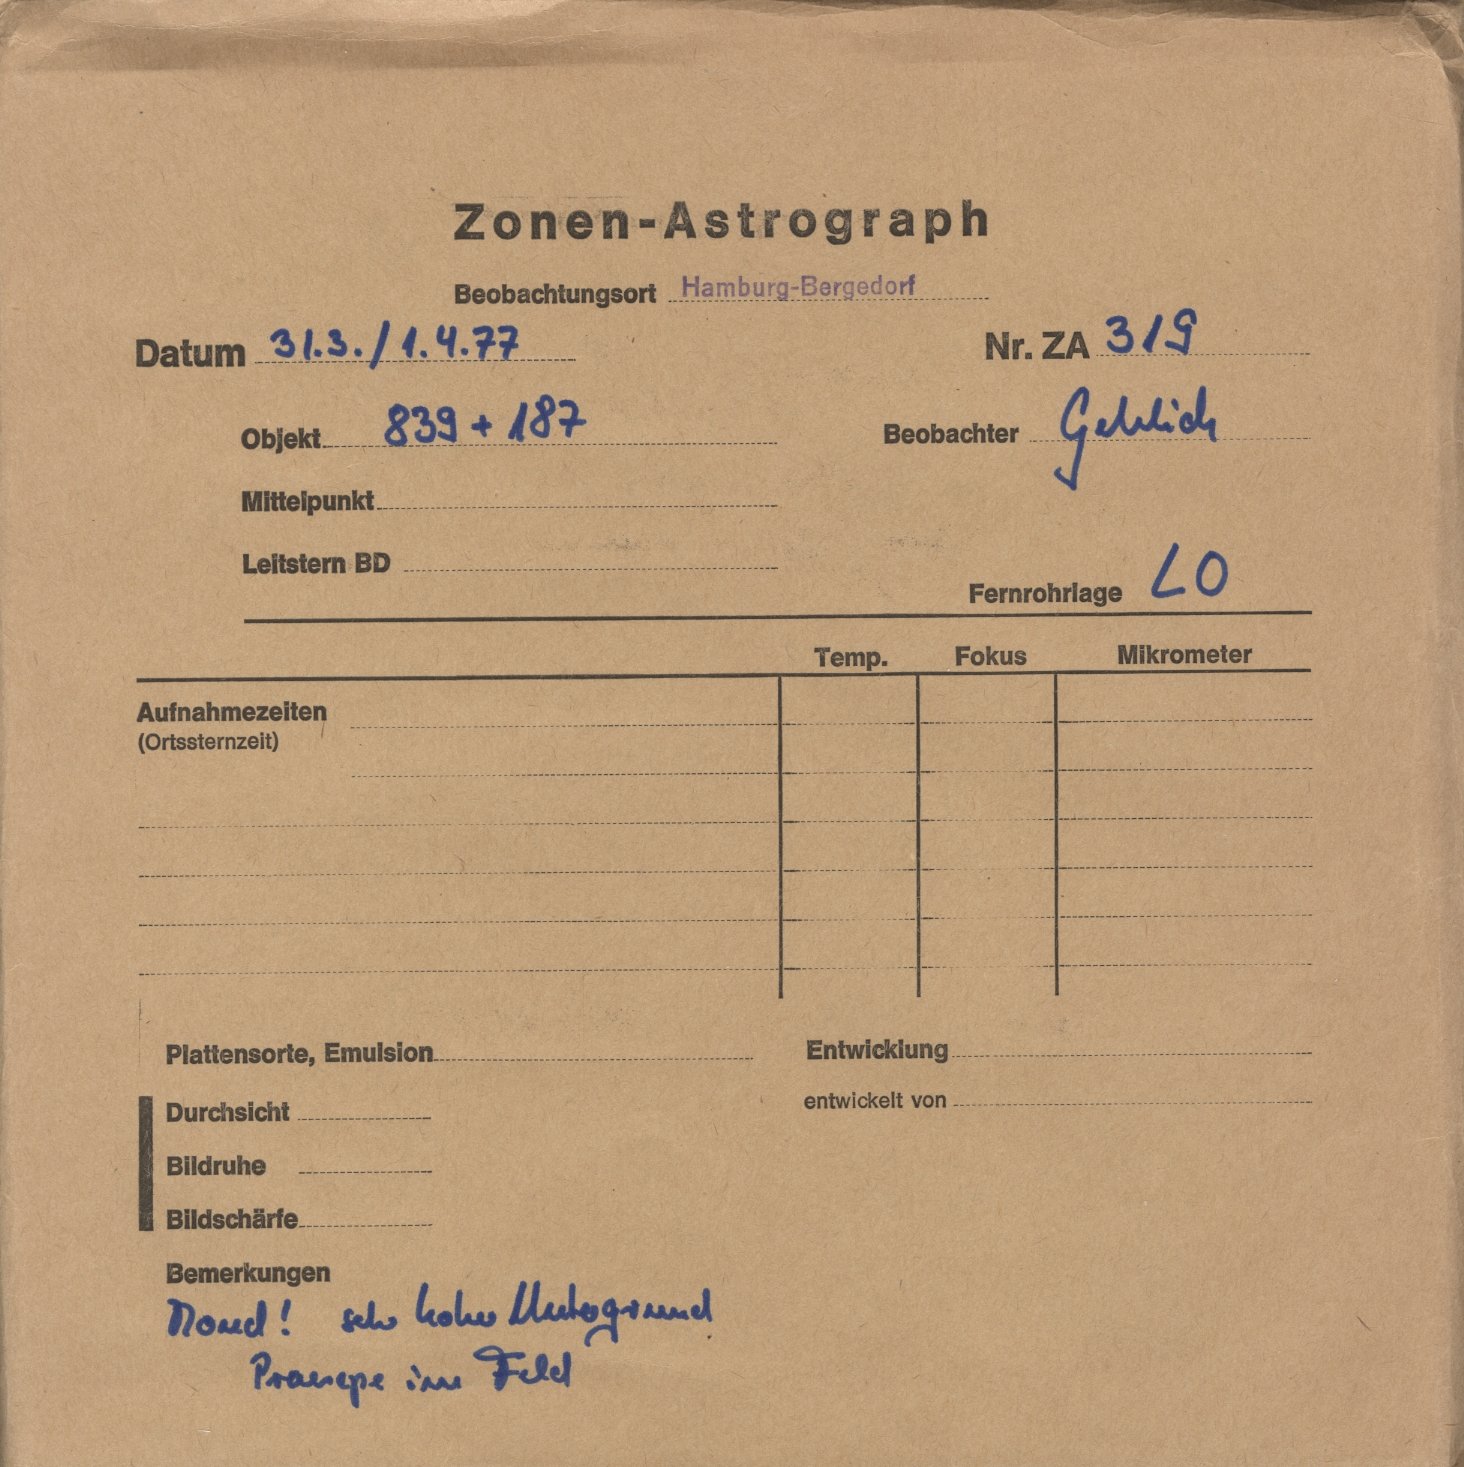 Zonen-Astrograph
Beobachtungsort Hamburg-Bergedorf
Datum 31.3./1.4.77 Nr. ZA 319
Objekt 839 + 187 Beobachter Gehlich
Mittelpunkt
Leitstern BD
Fernrohrlage LO
Temp. Fokus Mikrometer
Aufnahmezeiten
(Ortssternzeit)
Plattensorte, Emulsion Entwicklung
Durchsicht entwickelt von
Bildruhe
Bildschärfe
Bemerkungen
Mond! sehr hoher Untergrund
Praesepe im Feld